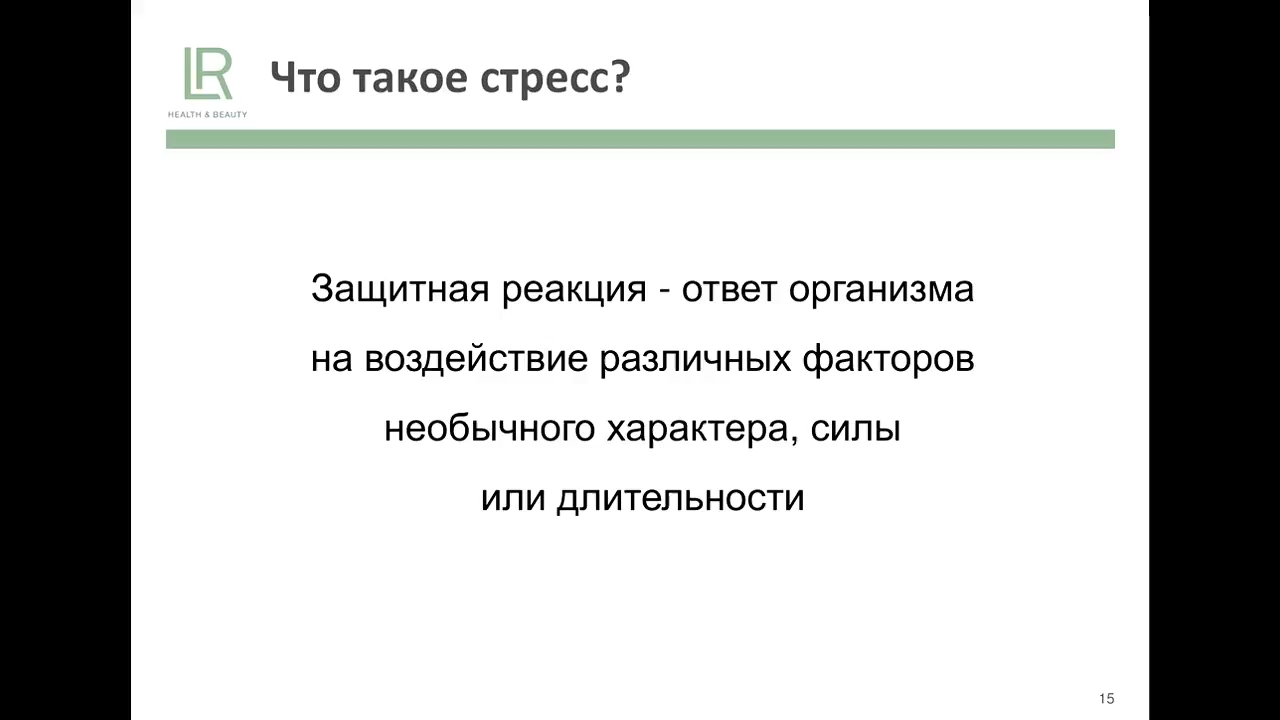 LR
HEALTH & BEAUTY
Что такое стресс?
Защитная реакция - ответ организма
на воздействие различных факторов
необычного характера, силы
или длительности
15